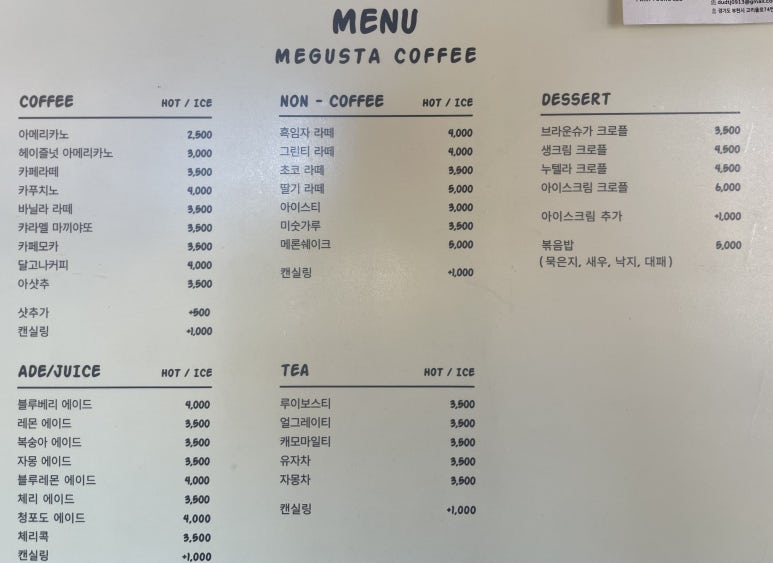 dudtj0913@gmail.co
MENU
MEGUSTA COFFEE
COFFEE HOT / ICE
아메리카노 2,500
헤이즐넛 아메리카노 3,000
카페라떼 3,500
카푸치노 4,000
바닐라 라떼 3,500
캬라멜 마끼야또 3,500
카페모카 3,500
달고나커피 4,000
아샷추 3,500
샷추가 +500
캔실링 +1,000
NON - COFFEE HOT / ICE
흑임자 라떼 4,000
그린티 라떼 4,000
초코 라떼 3,500
딸기 라떼 5,000
아이스티 3,000
미숫가루 3,500
메론쉐이크 5,000
캔실링 +1,000
DESSERT
브라운슈가 크로플 3,500
생크림 크로플 4,500
누텔라 크로플 4,500
아이스크림 크로플 6,000
아이스크림 추가 +1,000
볶음밥 5,000
(묵은지, 새우, 낙지, 대패)
ADE/JUICE HOT / ICE
블루베리 에이드 4,000
레몬 에이드 3,500
복숭아 에이드 3,500
자몽 에이드 3,500
블루레몬 에이드 4,000
체리 에이드 3,500
청포도 에이드 4,000
체리콕 3,500
캔실링 +1,000
TEA HOT / ICE
루이보스티 3,500
얼그레이티 3,500
캐모마일티 3,500
유자차 3,500
자몽차 3,500
캔실링 +1,000